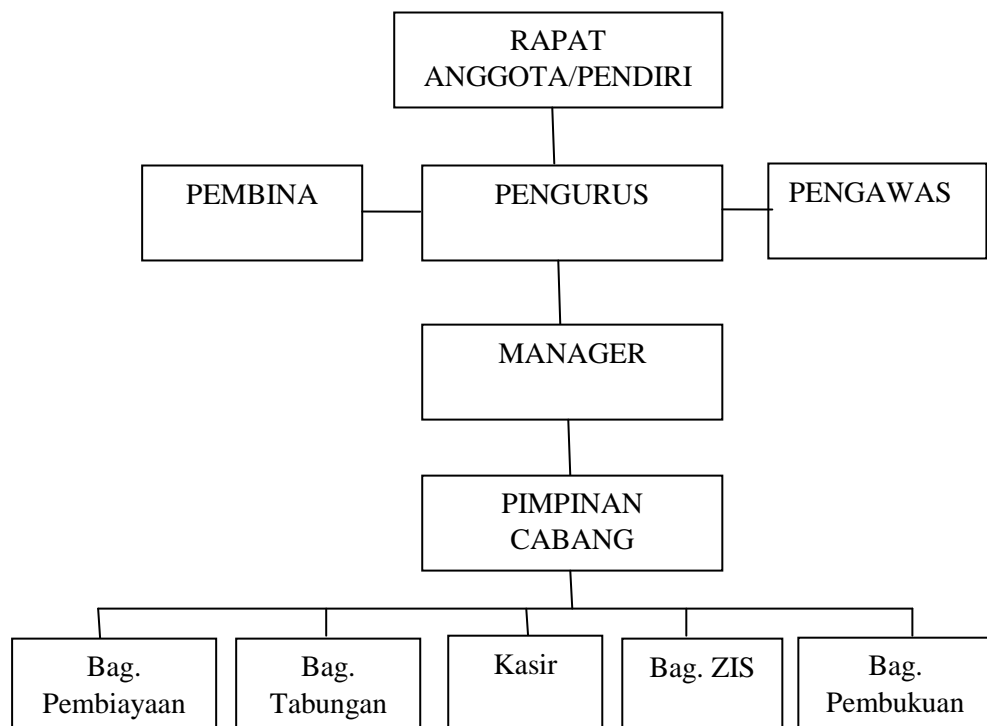 RAPAT
ANGGOTA/PENDIRI
PEMBINA
PENGURUS
PENGAWAS
MANAGER
PIMPINAN
CABANG
Bag.
Pembiayaan
Bag.
Tabungan
Kasir
Bag. ZIS
Bag.
Pembukuan